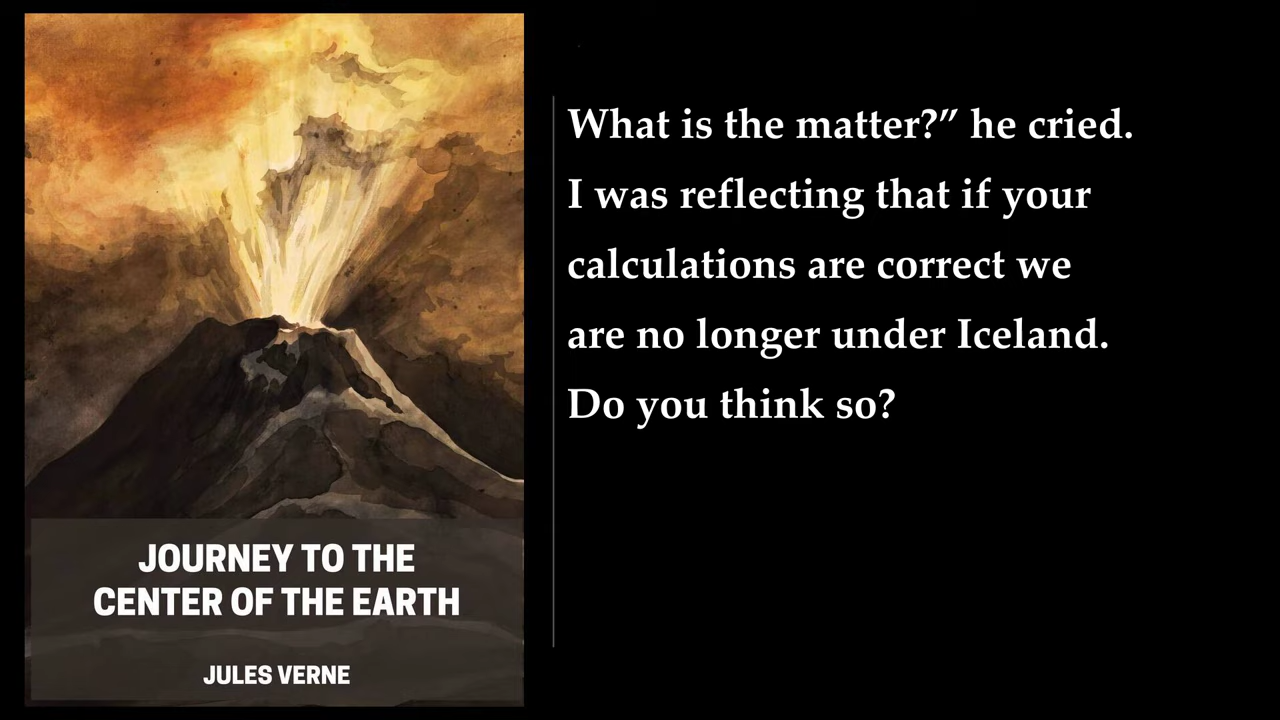 JOURNEY TO THE
CENTER OF THE EARTH
JULES VERNE
What is the matter?” he cried.
I was reflecting that if your
calculations are correct we
are no longer under Iceland.
Do you think so?